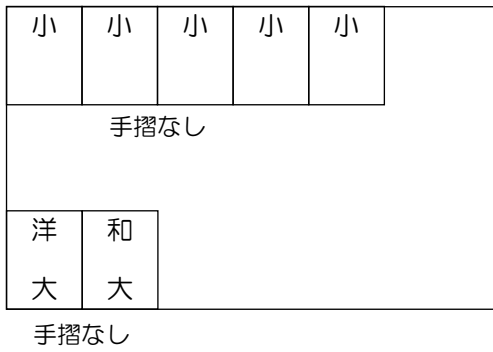 小 小 小 小 小
手摺なし
洋 和
大 大
手摺なし